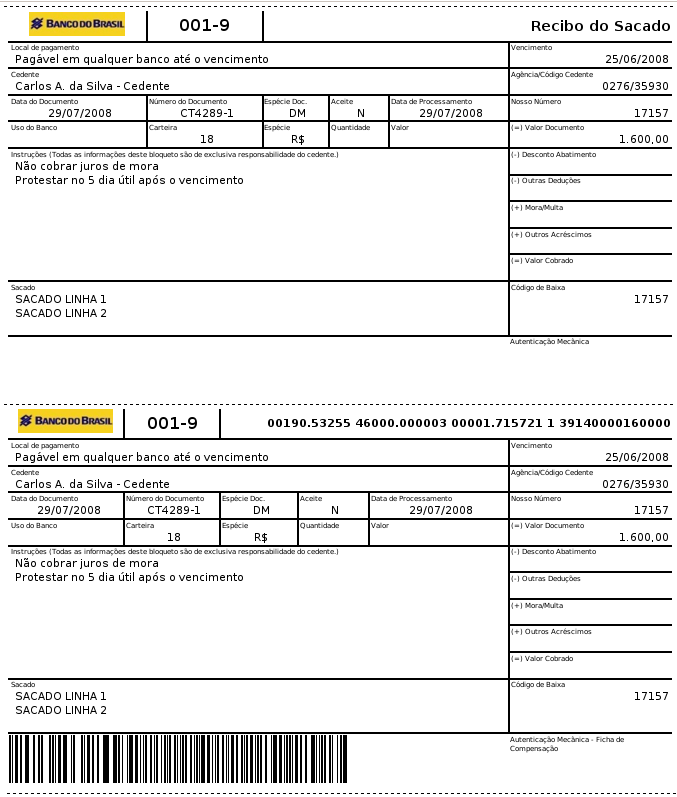 BANCO DO BRASIL 001-9 Recibo do Sacado
Local de pagamento Vencimento
Pagável em qualquer banco até o vencimento 25/06/2008
Cedente Agência/Código Cedente
Carlos A. da Silva - Cedente 0276/35930
Data do Documento Número do Documento Espécie Doc. Aceite Data de Processamento Nosso Número
29/07/2008 CT4289-1 DM N 29/07/2008 17157
Uso do Banco Carteira Espécie Quantidade Valor (=) Valor Documento
18 R$ 1.600,00
Instruções (Todas as informações deste bloqueto são de exclusiva responsabilidade do cedente.) (-) Desconto Abatimento
Não cobrar juros de mora
Protestar no 5 dia útil após o vencimento (-) Outras Deduções
(+) Mora/Multa
(+) Outros Acréscimos
(=) Valor Cobrado
Sacado Código de Baixa
SACADO LINHA 1 17157
SACADO LINHA 2
Autenticação Mecânica
BANCO DO BRASIL 001-9 00190.53255 46000.000003 00001.715721 1 39140000160000
Local de pagamento Vencimento
Pagável em qualquer banco até o vencimento 25/06/2008
Cedente Agência/Código Cedente
Carlos A. da Silva - Cedente 0276/35930
Data do Documento Número do Documento Espécie Doc. Aceite Data de Processamento Nosso Número
29/07/2008 CT4289-1 DM N 29/07/2008 17157
Uso do Banco Carteira Espécie Quantidade Valor (=) Valor Documento
18 R$ 1.600,00
Instruções (Todas as informações deste bloqueto são de exclusiva responsabilidade do cedente.) (-) Desconto Abatimento
Não cobrar juros de mora
Protestar no 5 dia útil após o vencimento (-) Outras Deduções
(+) Mora/Multa
(+) Outros Acréscimos
(=) Valor Cobrado
Sacado Código de Baixa
SACADO LINHA 1 17157
SACADO LINHA 2
Autenticação Mecânica - Ficha de
Compensação